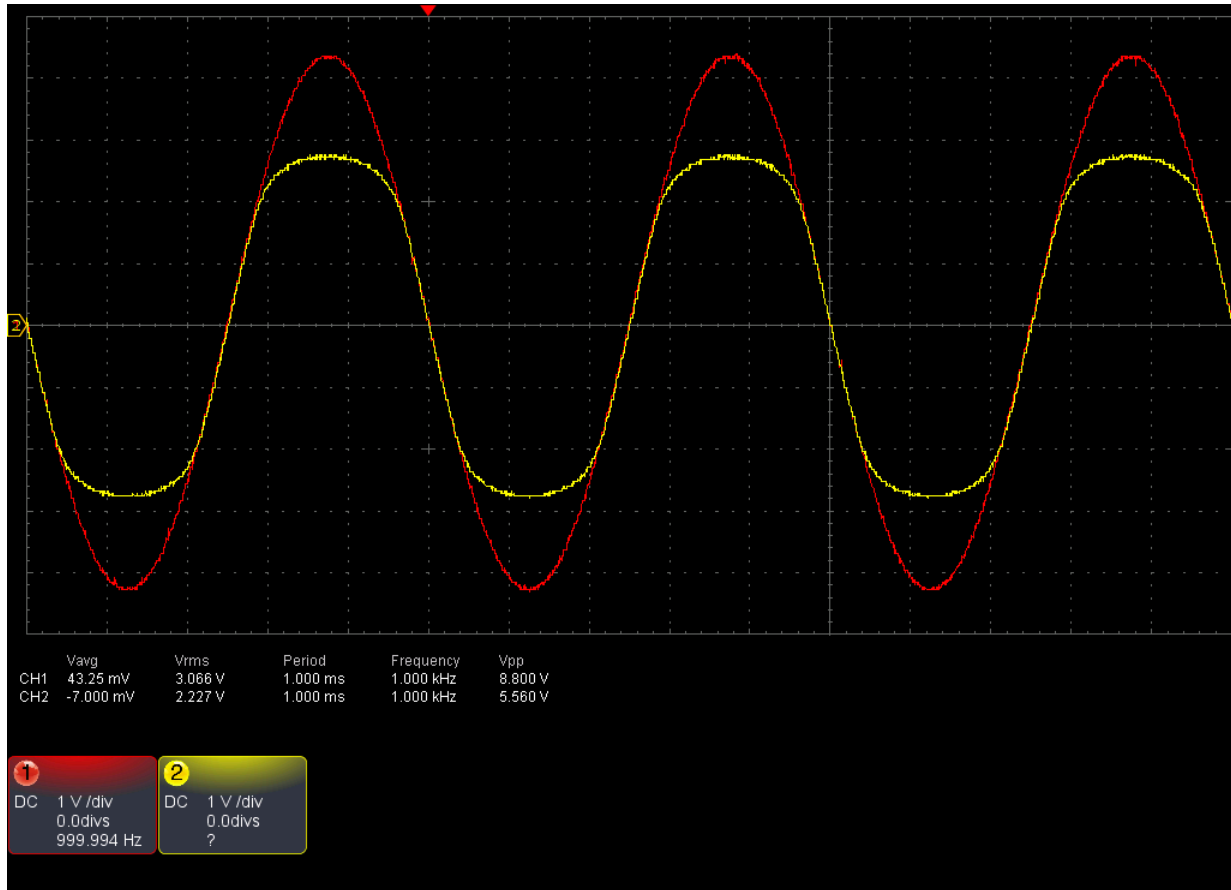 2
Vavg Vrms Period Frequency Vpp
CH1 43.25 mV 3.066 V 1.000 ms 1.000 kHz 8.800 V
CH2 -7.000 mV 2.227 V 1.000 ms 1.000 kHz 5.560 V
1 2
DC 1 V /div DC 1 V /div
0.0divs 0.0divs
999.994 Hz ?